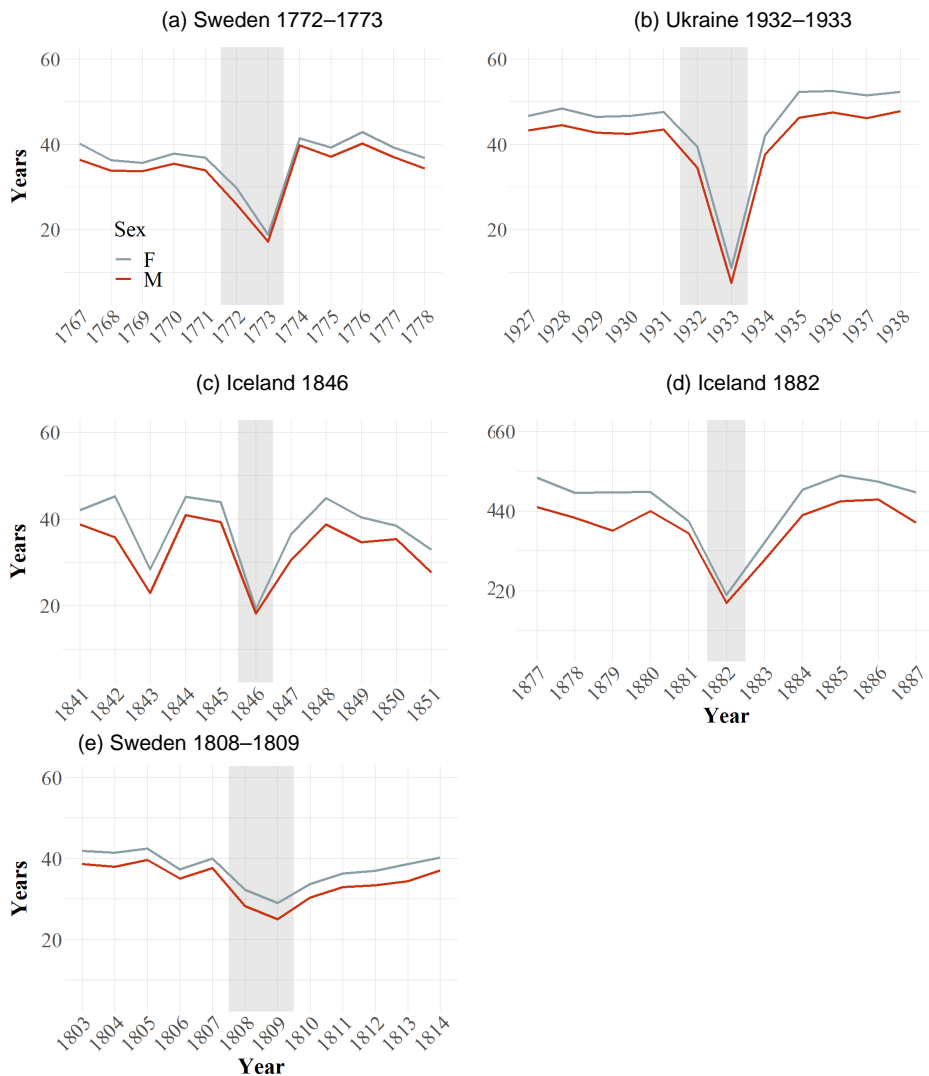 (a) Sweden 1772–1773
60
40
20
Years
Sex
F
M
1767 1768 1769 1770 1771 1772 1773 1774 1775 1776 1777 1778
(b) Ukraine 1932–1933
60
40
20
1927 1928 1929 1930 1931 1932 1933 1934 1935 1936 1937 1938
(c) Iceland 1846
60
40
20
Years
1841 1842 1843 1844 1845 1846 1847 1848 1849 1850 1851
(d) Iceland 1882
660
440
220
1877 1878 1879 1880 1881 1882 1883 1884 1885 1886 1887
Year
(e) Sweden 1808–1809
60
40
20
Years
1803 1804 1805 1806 1807 1808 1809 1810 1811 1812 1813 1814
Year